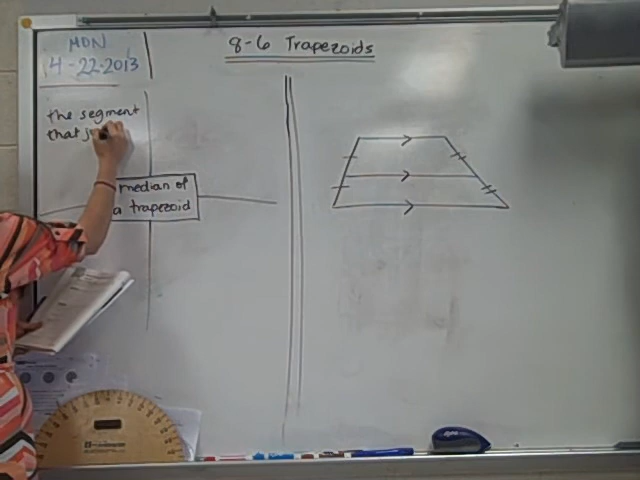 MON
4-22-2013
8-6 Trapezoids
the segment
that
median of
a trapezoid